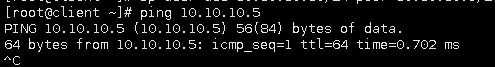 [root@client ~]# ping 10.10.10.5
PING 10.10.10.5 (10.10.10.5) 56(84) bytes of data.
64 bytes from 10.10.10.5: icmp_seq=1 ttl=64 time=0.702 ms
^C